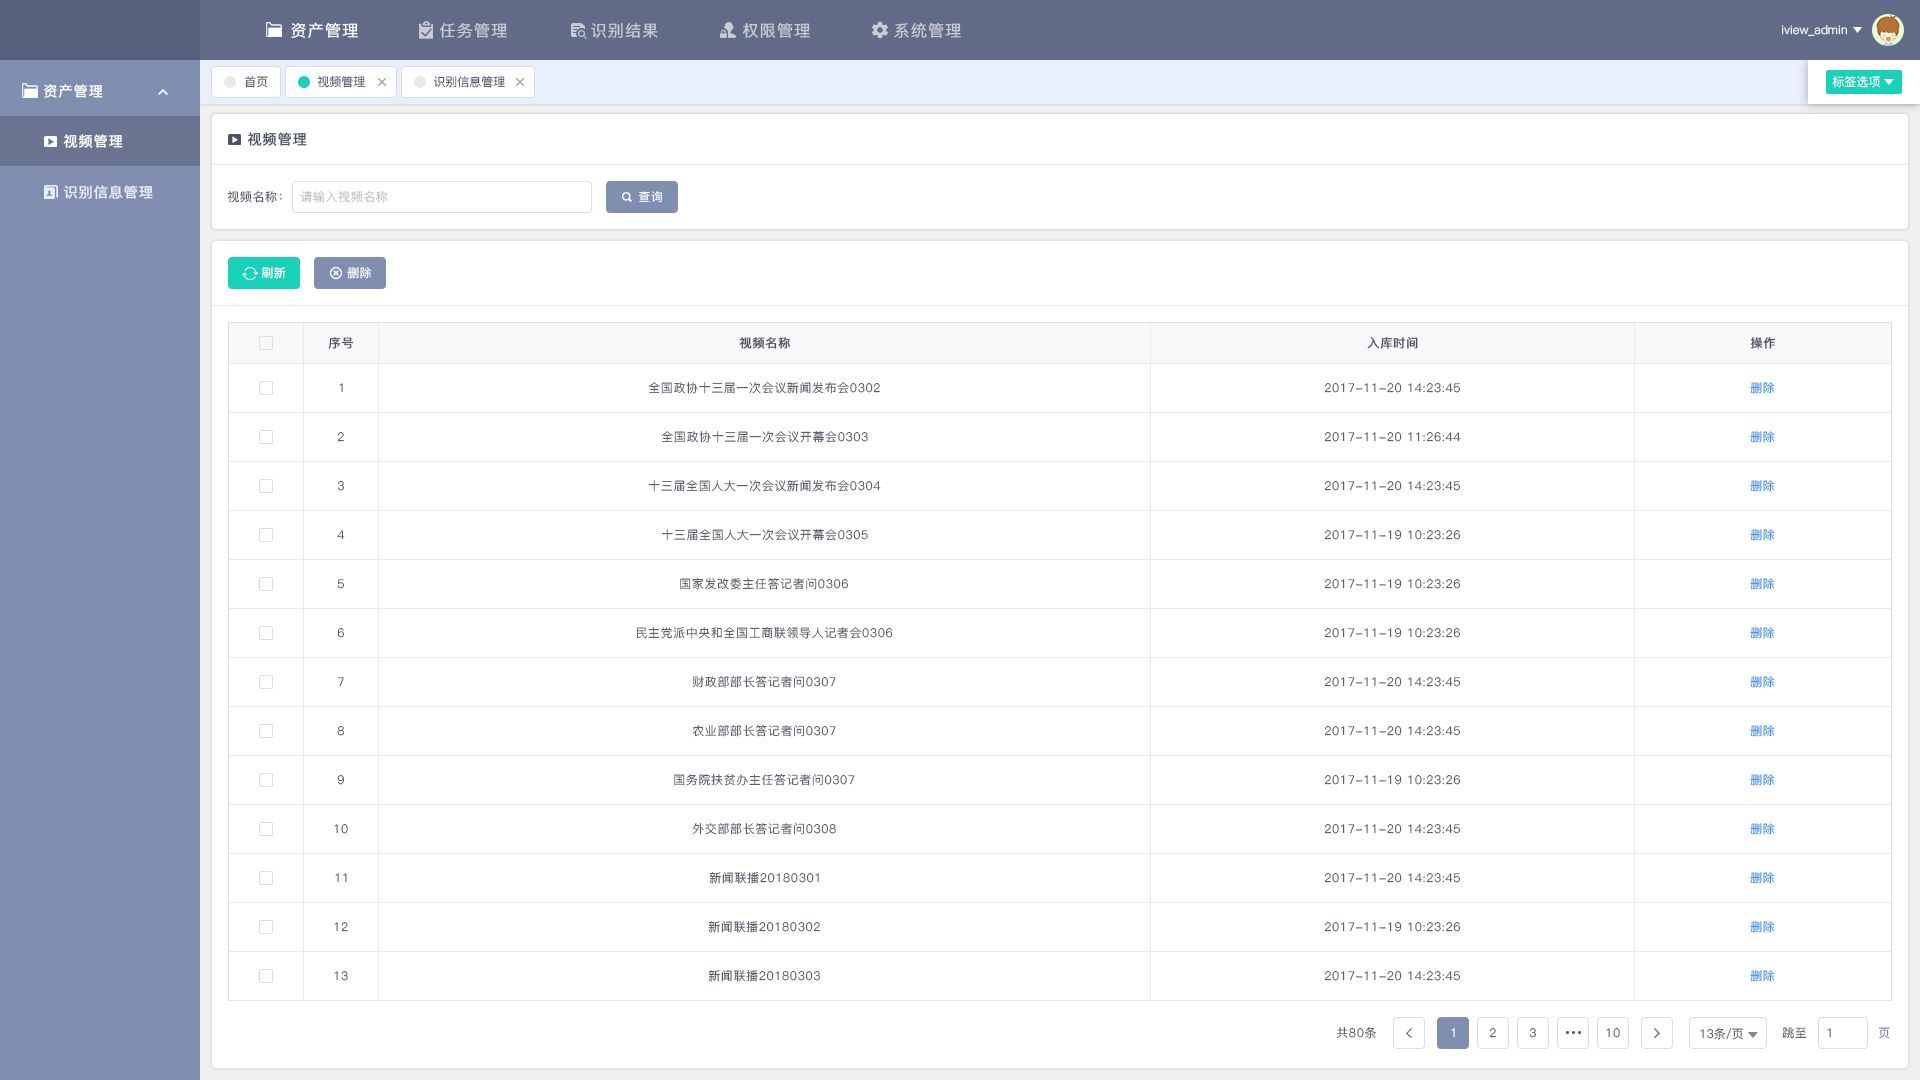 资产管理 任务管理 识别结果 权限管理 系统管理 iview_admin
资产管理
视频管理
识别信息管理
首页 视频管理 识别信息管理 标签选项
视频管理
视频名称: 请输入视频名称 查询
刷新 删除
序号 视频名称 入库时间 操作
1 全国政协十三届一次会议新闻发布会0302 2017-11-20 14:23:45 删除
2 全国政协十三届一次会议开幕会0303 2017-11-20 11:26:44 删除
3 十三届全国人大一次会议新闻发布会0304 2017-11-20 14:23:45 删除
4 十三届全国人大一次会议开幕会0305 2017-11-19 10:23:26 删除
5 国家发改委主任答记者问0306 2017-11-19 10:23:26 删除
6 民主党派中央和全国工商联领导人记者会0306 2017-11-19 10:23:26 删除
7 财政部部长答记者问0307 2017-11-20 14:23:45 删除
8 农业部部长答记者问0307 2017-11-20 14:23:45 删除
9 国务院扶贫办主任答记者问0307 2017-11-19 10:23:26 删除
10 外交部部长答记者问0308 2017-11-20 14:23:45 删除
11 新闻联播20180301 2017-11-20 14:23:45 删除
12 新闻联播20180302 2017-11-19 10:23:26 删除
13 新闻联播20180303 2017-11-20 14:23:45 删除
共80条 1 2 3 ••• 10 13条/页 跳至 1 页